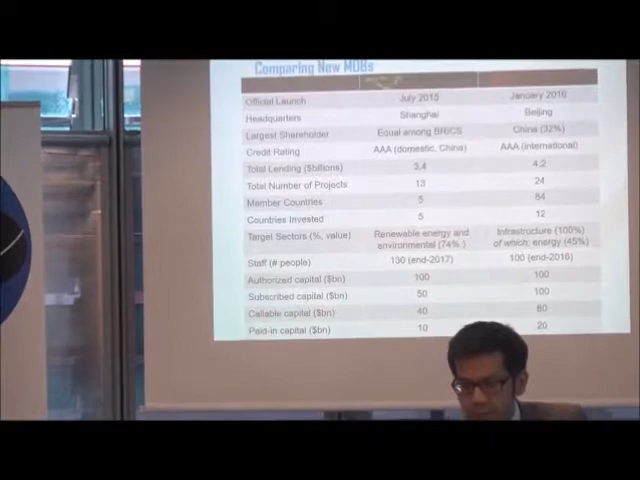 Comparing New MDBs
Official Launch July 2015 January 2016
Headquarters Shanghai Beijing
Largest Shareholder Equal among BRICS China (32%)
Credit Rating AAA (domestic, China) AAA (international)
Total Lending ($billions) 3.4 4.2
Total Number of Projects 13 24
Member Countries 5 84
Countries Invested 5 12
Target Sectors (%, value) Renewable energy and Infrastructure (100%)
environmental (74% ) of which: energy (45%)
Staff (# people) 130 (end-2017) 100 (end-2016)
Authorized capital ($bn) 100 100
Subscribed capital ($bn) 50 100
Callable capital ($bn) 40 80
Paid-in capital ($bn) 10 20